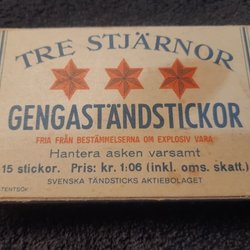 TRE STJÄRNOR
GENGASTÄNDSTICKOR
FRIA FRÅN BESTÄMMELSERNA OM EXPLOSIV VARA
Hantera asken varsamt
15 stickor. Pris: kr. 1:06 (inkl. oms. skatt.)
SVENSKA TÄNDSTICKS AKTIEBOLAGET